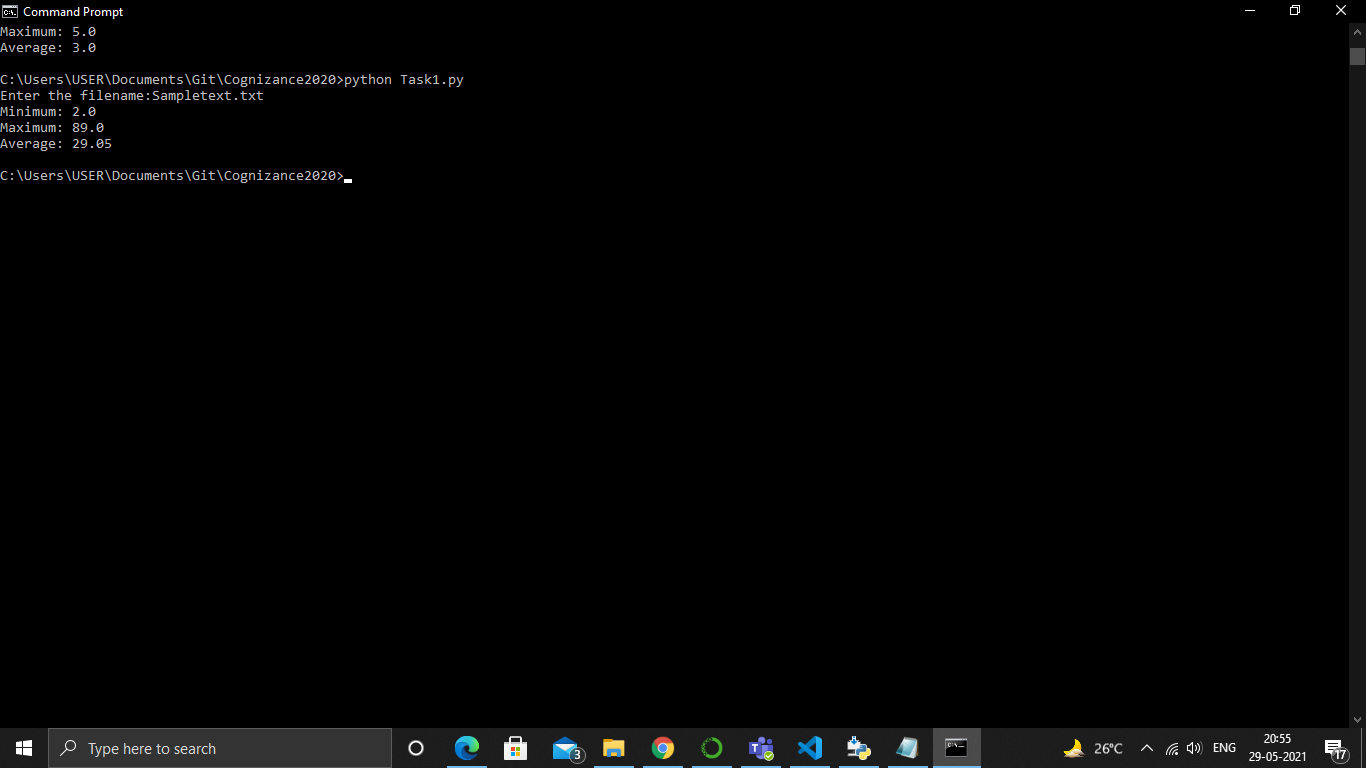 Command Prompt
Maximum: 5.0
Average: 3.0
C:\Users\USER\Documents\Git\Cognizance2020>python Task1.py
Enter the filename:Sampletext.txt
Minimum: 2.0
Maximum: 89.0
Average: 29.05
C:\Users\USER\Documents\Git\Cognizance2020>
Type here to search
3
26°C
ENG
20:55
29-05-2021
17